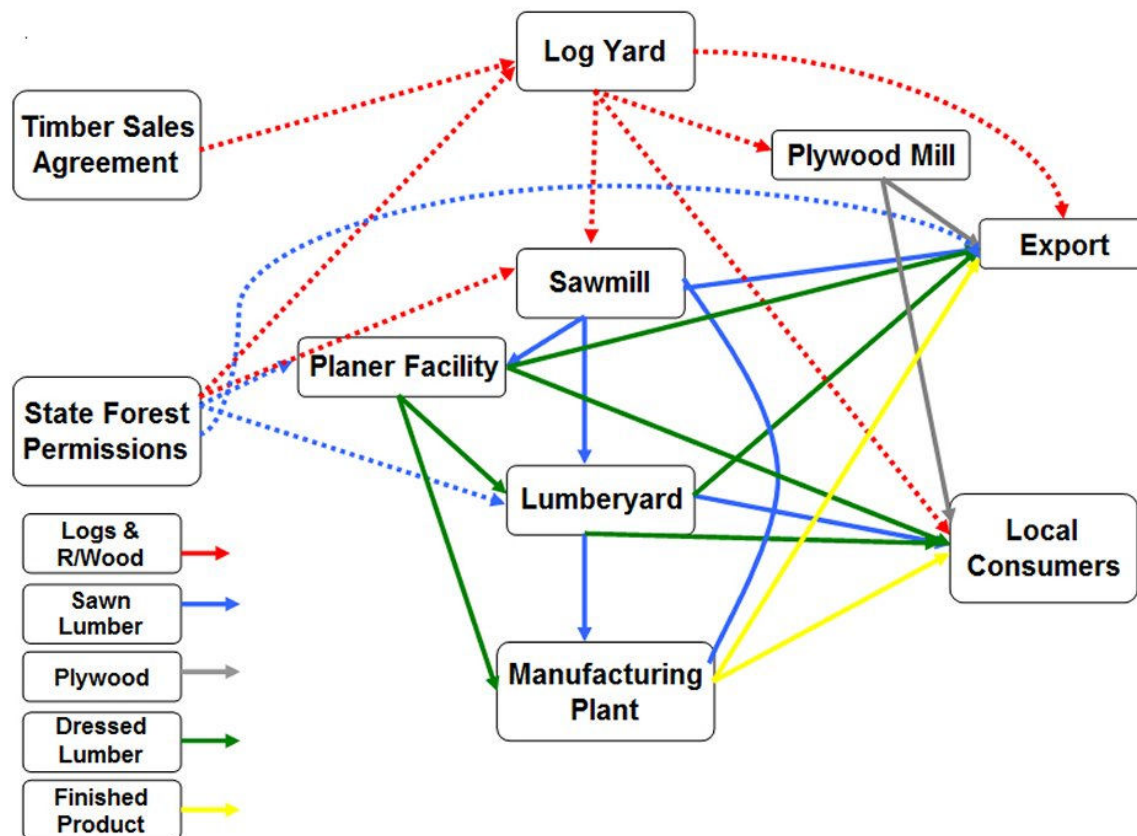 Log Yard
Timber Sales
Agreement
Plywood Mill
Export
Sawmill
Planer Facility
State Forest
Permissions
Lumberyard
Local
Consumers
Manufacturing
Plant
Logs &
R/Wood
Sawn
Lumber
Plywood
Dressed
Lumber
Finished
Product